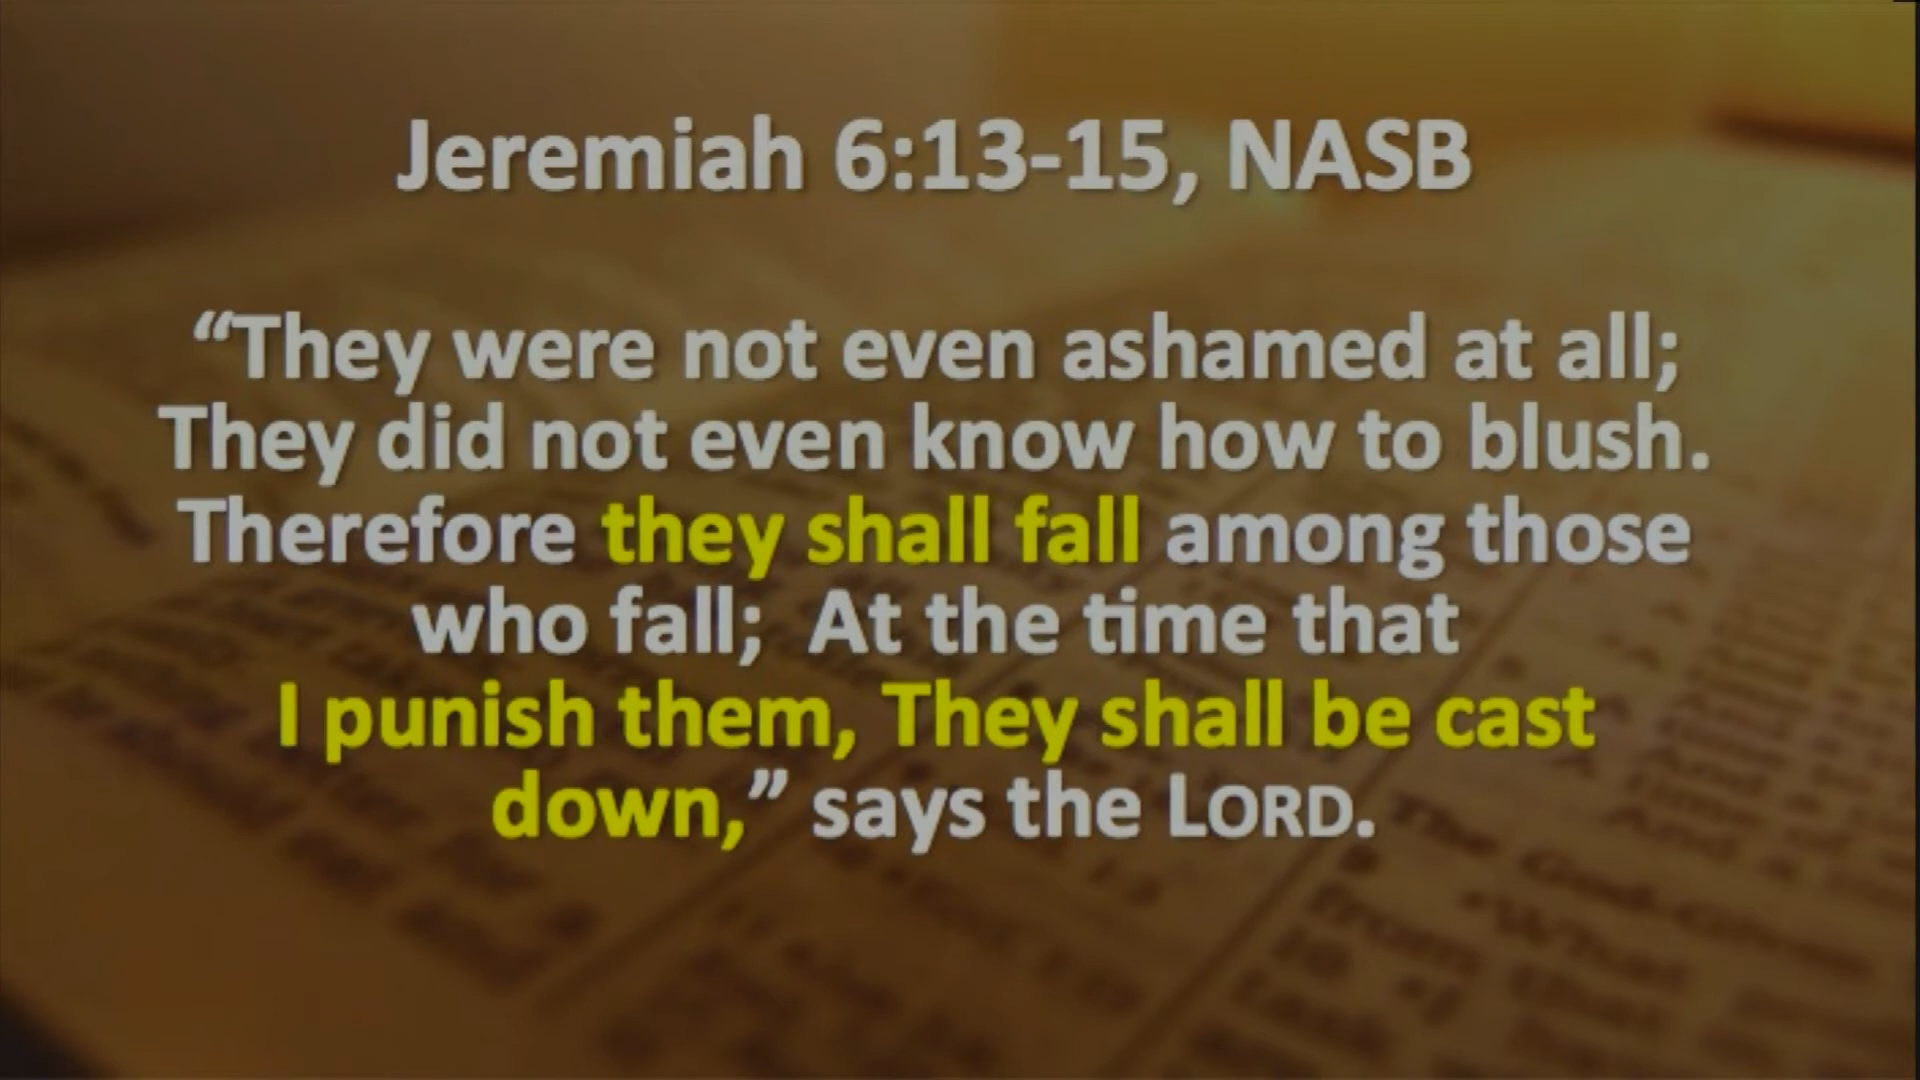 Jeremiah 6:13-15, NASB
“They were not even ashamed at all;
They did not even know how to blush.
Therefore they shall fall among those
who fall;  At the time that
I punish them, They shall be cast
down,” says the LORD.